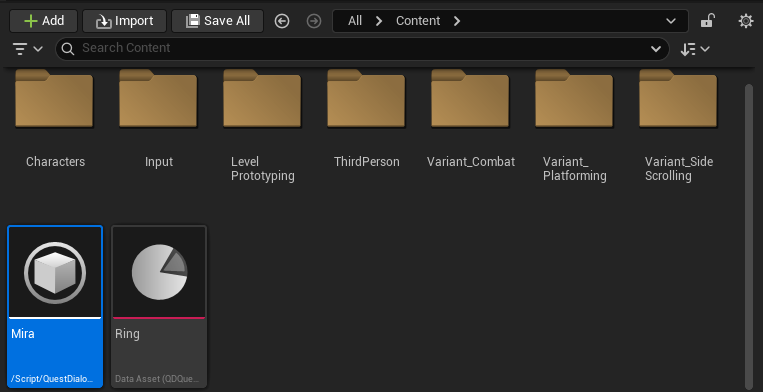 Add
Import
Save All
All
Content
Search Content
Characters
Input
Level
Prototyping
ThirdPerson
Variant_Combat
Variant_
Platforming
Variant_Side
Scrolling
Mira
/Script/QuestDialo...
Ring
Data Asset (QDQue...